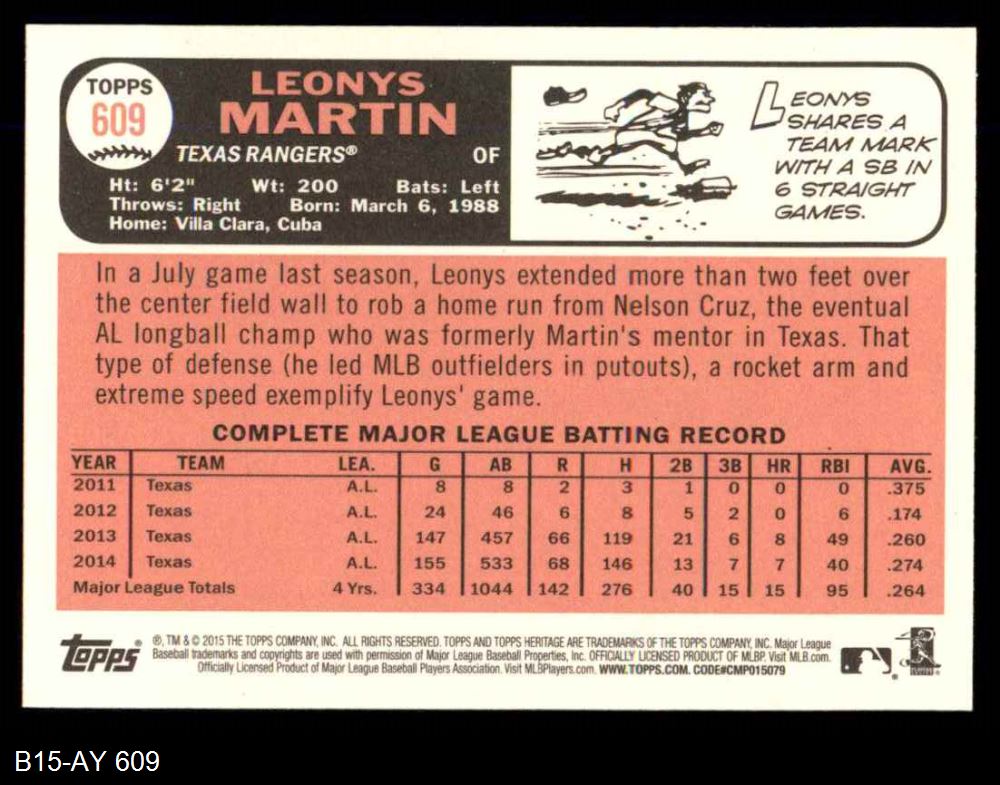 TOPPS
609
LEONYS
MARTIN
TEXAS RANGERS® OF
Ht: 6'2" Wt: 200 Bats: Left
Throws: Right Born: March 6, 1988
Home: Villa Clara, Cuba
LEONYS
SHARES A
TEAM MARK
WITH A SB IN
6 STRAIGHT
GAMES.
In a July game last season, Leonys extended more than two feet over
the center field wall to rob a home run from Nelson Cruz, the eventual
AL longball champ who was formerly Martin's mentor in Texas. That
type of defense (he led MLB outfielders in putouts), a rocket arm and
extreme speed exemplify Leonys' game.
COMPLETE MAJOR LEAGUE BATTING RECORD
YEAR TEAM LEA. G AB R H 2B 3B HR RBI AVG.
2011 Texas A.L. 8 8 2 3 1 0 0 0 .375
2012 Texas A.L. 24 46 6 8 5 2 0 6 .174
2013 Texas A.L. 147 457 66 119 21 6 8 49 .260
2014 Texas A.L. 155 533 68 146 13 7 7 40 .274
Major League Totals 4 Yrs. 334 1044 142 276 40 15 15 95 .264
topps®
®, TM & © 2015 THE TOPPS COMPANY, INC. ALL RIGHTS RESERVED. TOPPS AND TOPPS HERITAGE ARE TRADEMARKS OF THE TOPPS COMPANY, INC. Major League
Baseball trademarks and copyrights are used with permission of Major League Baseball Properties, Inc. OFFICIALLY LICENSED PRODUCT OF MLBP. Visit MLB.com.
Officially Licensed Product of Major League Baseball Players Association. Visit MLBPlayers.com. WWW.TOPPS.COM. CODE#CMP015079
B15-AY 609